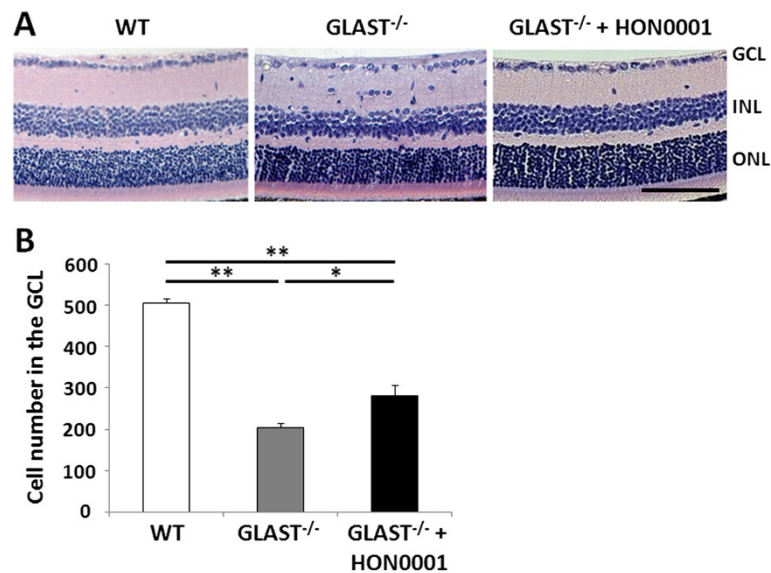 A
WT
GLAST-/-
GLAST-/- + HON0001
GCL
INL
ONL
B
**
** *
Cell number in the GCL
600
500
400
300
200
100
0
WT
GLAST-/-
GLAST-/- +
HON0001